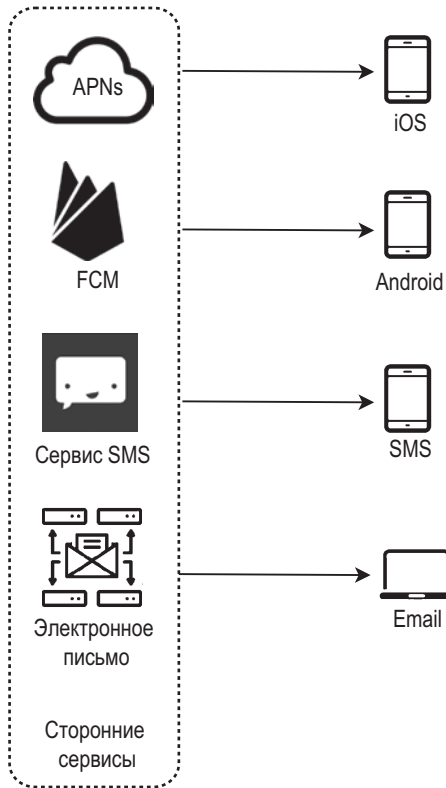 APNs
iOS
FCM
Android
Сервис SMS
SMS
Электронное
письмо
Email
Сторонние
сервисы